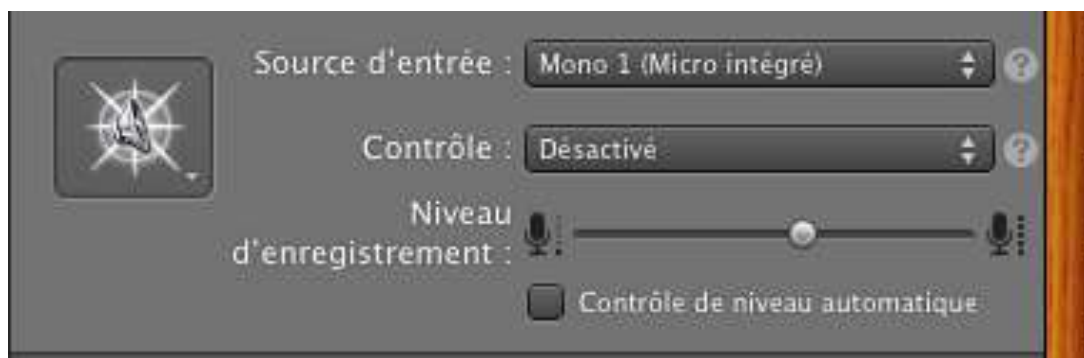 Source d'entrée : Mono 1 (Micro intégré) ?
Contrôle : Désactivé ?
Niveau
d'enregistrement :
Contrôle de niveau automatique